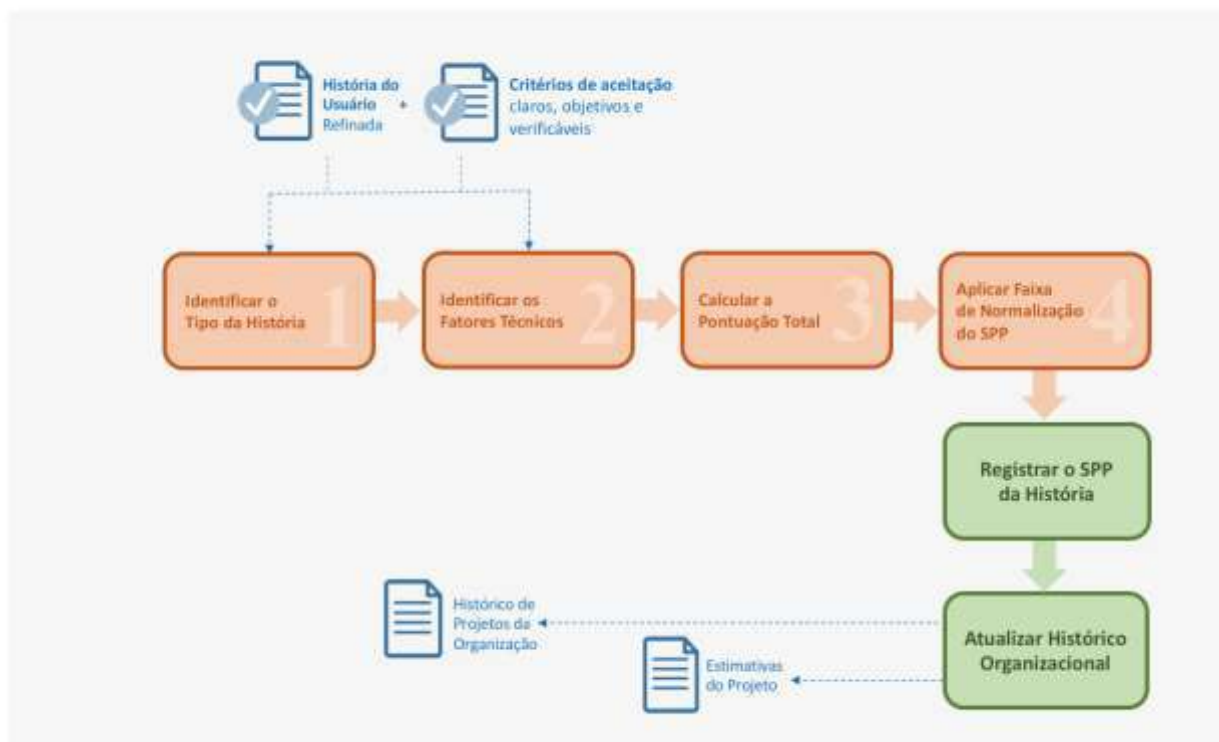 História do
Usuário +
Refinada
Critérios de aceitação
claros, objetivos e
verificáveis
Identificar o
Tipo da História
1
Identificar os
Fatores Técnicos
2
Calcular a
Pontuação Total
3
Aplicar Faixa
de Normalização
do SPP
4
Registrar o SPP
da História
Histórico de
Projetos da
Organização
Estimativas
do Projeto
Atualizar Histórico
Organizacional